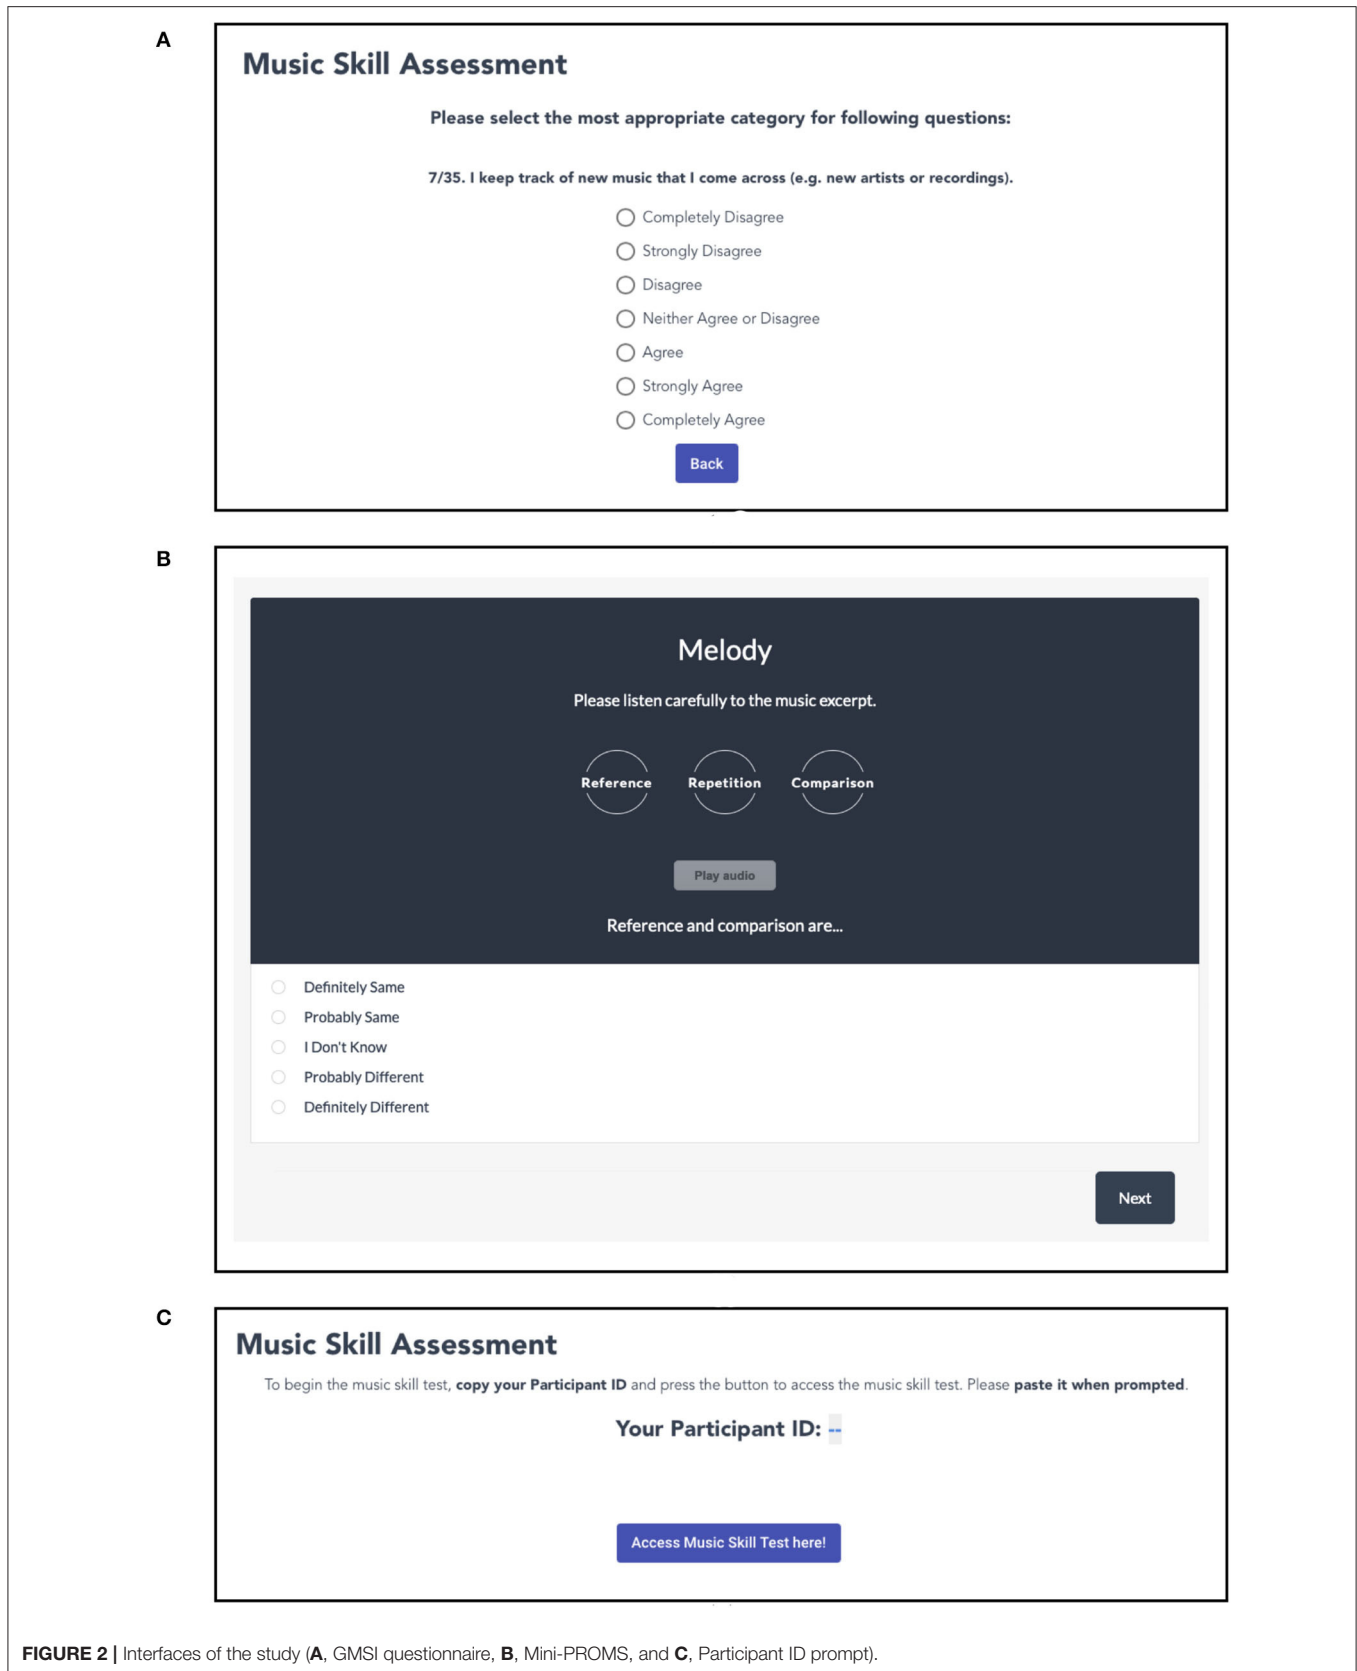 A
Music Skill Assessment
Please select the most appropriate category for following questions:
7/35. I keep track of new music that I come across (e.g. new artists or recordings).
Completely Disagree
Strongly Disagree
Disagree
Neither Agree or Disagree
Agree
Strongly Agree
Completely Agree
Back
B
Melody
Please listen carefully to the music excerpt.
Reference Repetition Comparison
Play audio
Reference and comparison are...
Definitely Same
Probably Same
I Don't Know
Probably Different
Definitely Different
Next
C
Music Skill Assessment
To begin the music skill test, copy your Participant ID and press the button to access the music skill test. Please paste it when prompted.
Your Participant ID: --
Access Music Skill Test here!
FIGURE 2 | Interfaces of the study (A, GMSI questionnaire, B, Mini-PROMS, and C, Participant ID prompt).